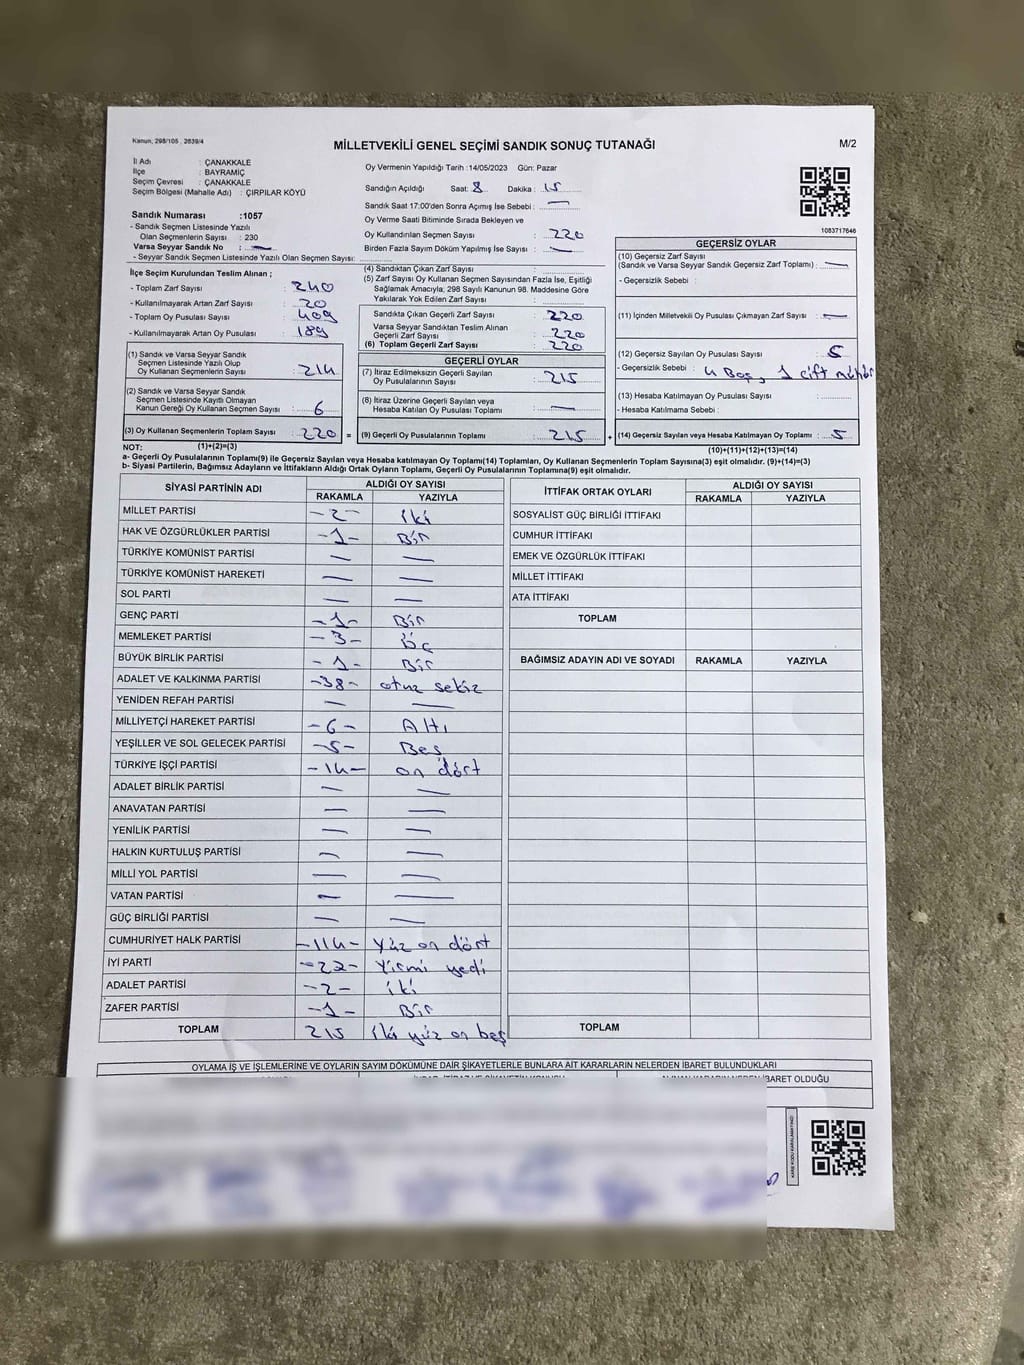 Kanun, 298/105 , 2839/4
MİLLETVEKİLİ GENEL SEÇİMİ SANDIK SONUÇ TUTANAĞI
M/2
İl Adı : ÇANAKKALE
İlçe : BAYRAMİÇ
Seçim Çevresi : ÇANAKKALE
Seçim Bölgesi (Mahalle Adı) : ÇIRPILAR KÖYÜ
Oy Vermenin Yapıldığı Tarih :14/05/2023 Gün: Pazar
Sandığın Açıldığı Saat: 8 Dakika : 15
Sandık Saat 17:00'den Sonra Açımış İse Sebebi : —
Oy Verme Saati Bitiminde Sırada Bekleyen ve
Oy Kullandırılan Seçmen Sayısı : 220
Birden Fazla Sayım Döküm Yapılmış İse Sayısı : —
1083717646
Sandık Numarası :1057
- Sandık Seçmen Listesinde Yazılı
Olan Seçmenlerin Sayısı : 230
Varsa Seyyar Sandık No : —
- Seyyar Sandık Seçmen Listesinde Yazılı Olan Seçmen Sayısı:
İlçe Seçim Kurulundan Teslim Alınan ;
- Toplam Zarf Sayısı : 240
- Kullanılmayarak Artan Zarf Sayısı : 20
- Toplam Oy Pusulası Sayısı : 409
- Kullanılmayarak Artan Oy Pusulası : 189
(4) Sandıktan Çıkan Zarf Sayısı :
(5) Zarf Sayısı Oy Kullanan Seçmen Sayısından Fazla İse, Eşitliği
Sağlamak Amacıyla; 298 Sayılı Kanunun 98. Maddesine Göre
Yakılarak Yok Edilen Zarf Sayısı :
Sandıkta Çıkan Geçerli Zarf Sayısı : 220
Varsa Seyyar Sandıktan Teslim Alınan
Geçerli Zarf Sayısı : 220
(6) Toplam Geçerli Zarf Sayısı : 220
GEÇERSİZ OYLAR
(10) Geçersiz Zarf Sayısı
(Sandık ve Varsa Seyyar Sandık Geçersiz Zarf Toplamı) : —
- Geçersizlik Sebebi :
(11) İçinden Milletvekili Oy Pusulası Çıkmayan Zarf Sayısı : —
(12) Geçersiz Sayılan Oy Pusulası Sayısı : 5
- Geçersizlik Sebebi : 4 Boş, 1 çift mühür
(13) Hesaba Katılmayan Oy Pusulası Sayısı :
- Hesaba Katılmama Sebebi :
(14) Geçersiz Sayılan veya Hesaba Katılmayan Oy Toplamı : 5
(10)+(11)+(12)+(13)=(14)
(1) Sandık ve Varsa Seyyar Sandık
Seçmen Listesinde Yazılı Olup
Oy Kullanan Seçmenlerin Sayısı : 214
(2) Sandık ve Varsa Seyyar Sandık
Seçmen Listesinde Kayıtlı Olmayan
Kanun Gereği Oy Kullanan Seçmen Sayısı : 6
(3) Oy Kullanan Seçmenlerin Toplam Sayısı : 220 =
GEÇERLİ OYLAR
(7) İtiraz Edilmeksizin Geçerli Sayılan
Oy Pusulalarının Sayısı : 215
(8) İtiraz Üzerine Geçerli Sayılan veya
Hesaba Katılan Oy Pusulası Toplamı : —
(9) Geçerli Oy Pusulalarının Toplamı : 215 +
NOT: (1)+(2)=(3)
a- Geçerli Oy Pusulalarının Toplamı(9) ile Geçersiz Sayılan veya Hesaba katılmayan Oy Toplam(14) Toplamları, Oy Kullanan Seçmenlerin Toplam Sayısına(3) eşit olmalıdır. (9)+(14)=(3)
b- Siyasi Partilerin, Bağımsız Adayların ve İttifakların Aldığı Ortak Oyların Toplamı, Geçerli Oy Pusulalarının Toplamına(9) eşit olmalıdır.
SİYASİ PARTİNİN ADI ALDIĞI OY SAYISI
RAKAMLA YAZIYLA
MİLLET PARTİSİ -2- iki
HAK VE ÖZGÜRLÜKLER PARTİSİ -1- Bir
TÜRKİYE KOMÜNİST PARTİSİ — —
TÜRKİYE KOMÜNİST HAREKETİ — —
SOL PARTİ — —
GENÇ PARTİ -1- Bir
MEMLEKET PARTİSİ -3- üç
BÜYÜK BİRLİK PARTİSİ -1- Bir
ADALET VE KALKINMA PARTİSİ -38- otuz sekiz
YENİDEN REFAH PARTİSİ — —
MİLLİYETÇİ HAREKET PARTİSİ -6- Altı
YEŞİLLER VE SOL GELECEK PARTİSİ -5- Beş
TÜRKİYE İŞÇİ PARTİSİ -14- on dört
ADALET BİRLİK PARTİSİ — —
ANAVATAN PARTİSİ — —
YENİLİK PARTİSİ — —
HALKIN KURTULUŞ PARTİSİ — —
MİLLİ YOL PARTİSİ — —
VATAN PARTİSİ — —
GÜÇ BİRLİĞİ PARTİSİ — —
CUMHURİYET HALK PARTİSİ -114- Yüz on dört
İYİ PARTİ -27- Yirmi yedi
ADALET PARTİSİ -2- iki
ZAFER PARTİSİ -1- Bir
TOPLAM 215 iki yüz on beş
İTTİFAK ORTAK OYLARI ALDIĞI OY SAYISI
RAKAMLA YAZIYLA
SOSYALİST GÜÇ BİRLİĞİ İTTİFAKI
CUMHUR İTTİFAKI
EMEK VE ÖZGÜRLÜK İTTİFAKI
MİLLET İTTİFAKI
ATA İTTİFAKI
TOPLAM
BAĞIMSIZ ADAYIN ADI VE SOYADI RAKAMLA YAZIYLA
TOPLAM
OYLAMA İŞ VE İŞLEMLERİNE VE OYLARIN SAYIM DÖKÜMÜNE DAİR ŞİKAYETLERLE BUNLARA AİT KARARLARIN NELERDEN İBARET BULUNDUKLARI
İBARET OLDUĞU